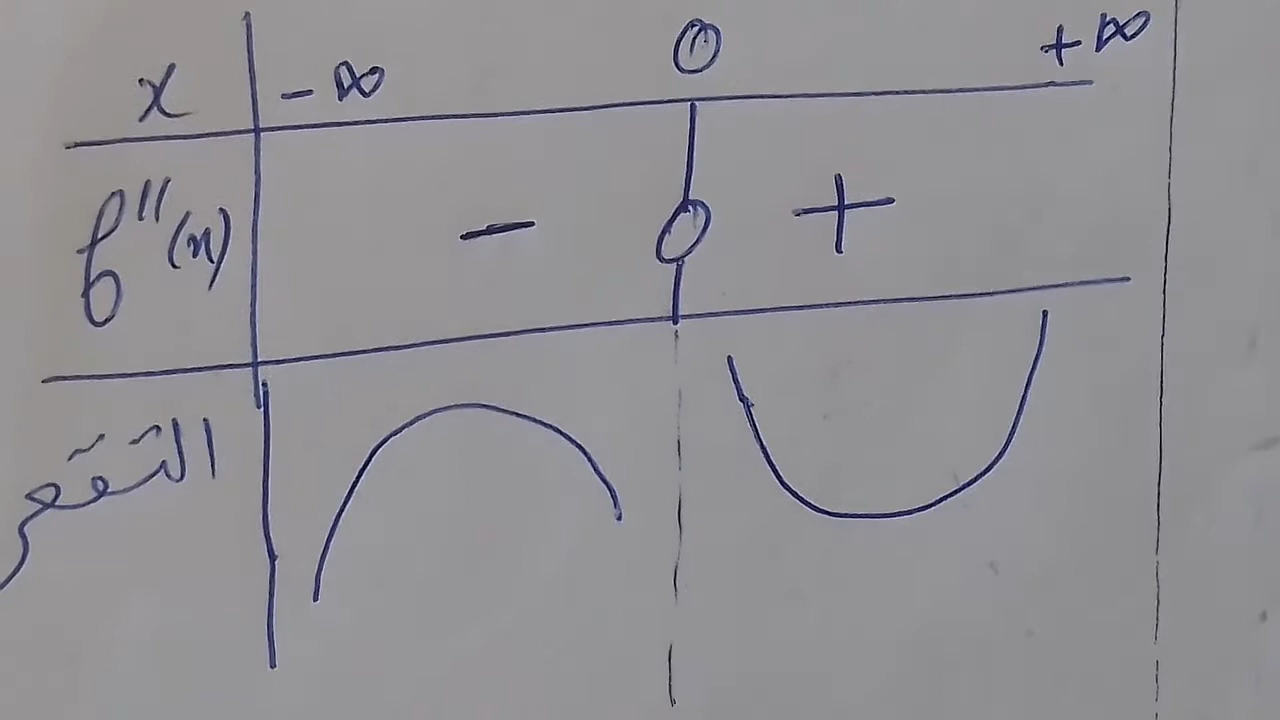 x -∞ 0 +∞
f''(x) - 0 +
التقعر